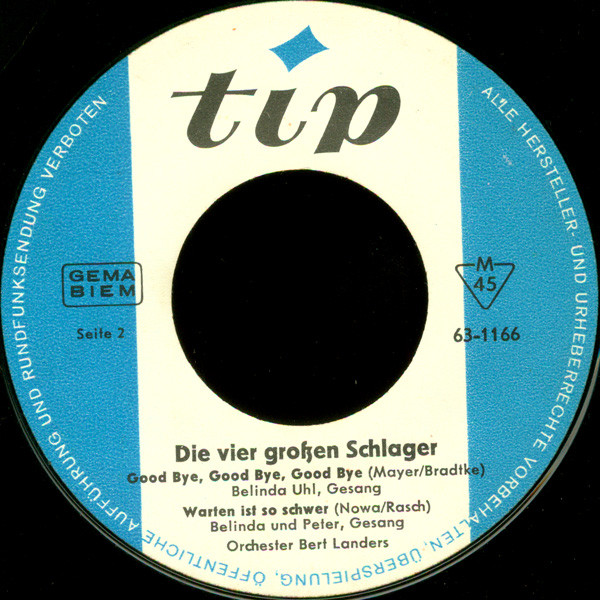 tip
ALLE HERSTELLER- UND URHEBERRECHTE VORBEHALTEN. ÜBERSPIELUNG, ÖFFENTLICHE AUFFÜHRUNG UND RUNDFUNKSENDUNG VERBOTEN
GEMA
BIEM
M
45
Seite 2
63-1166
Die vier großen Schlager
Good Bye, Good Bye, Good Bye (Mayer/Bradtke)
Belinda Uhl, Gesang
Warten ist so schwer (Nowa/Rasch)
Belinda und Peter, Gesang
Orchester Bert Landers